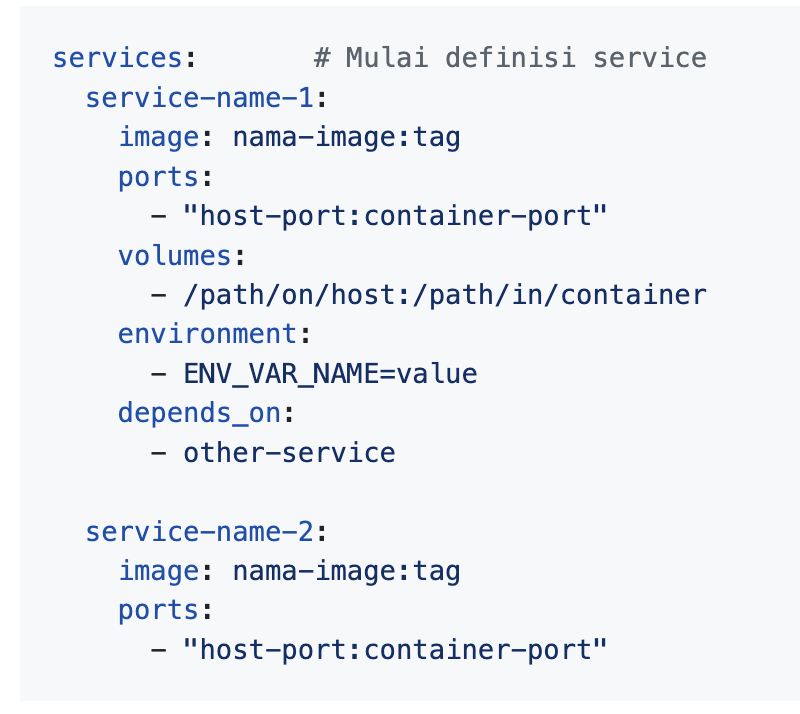 services:       # Mulai definisi service
  service-name-1:
    image: nama-image:tag
    ports:
      - "host-port:container-port"
    volumes:
      - /path/on/host:/path/in/container
    environment:
      - ENV_VAR_NAME=value
    depends_on:
      - other-service

  service-name-2:
    image: nama-image:tag
    ports:
      - "host-port:container-port"